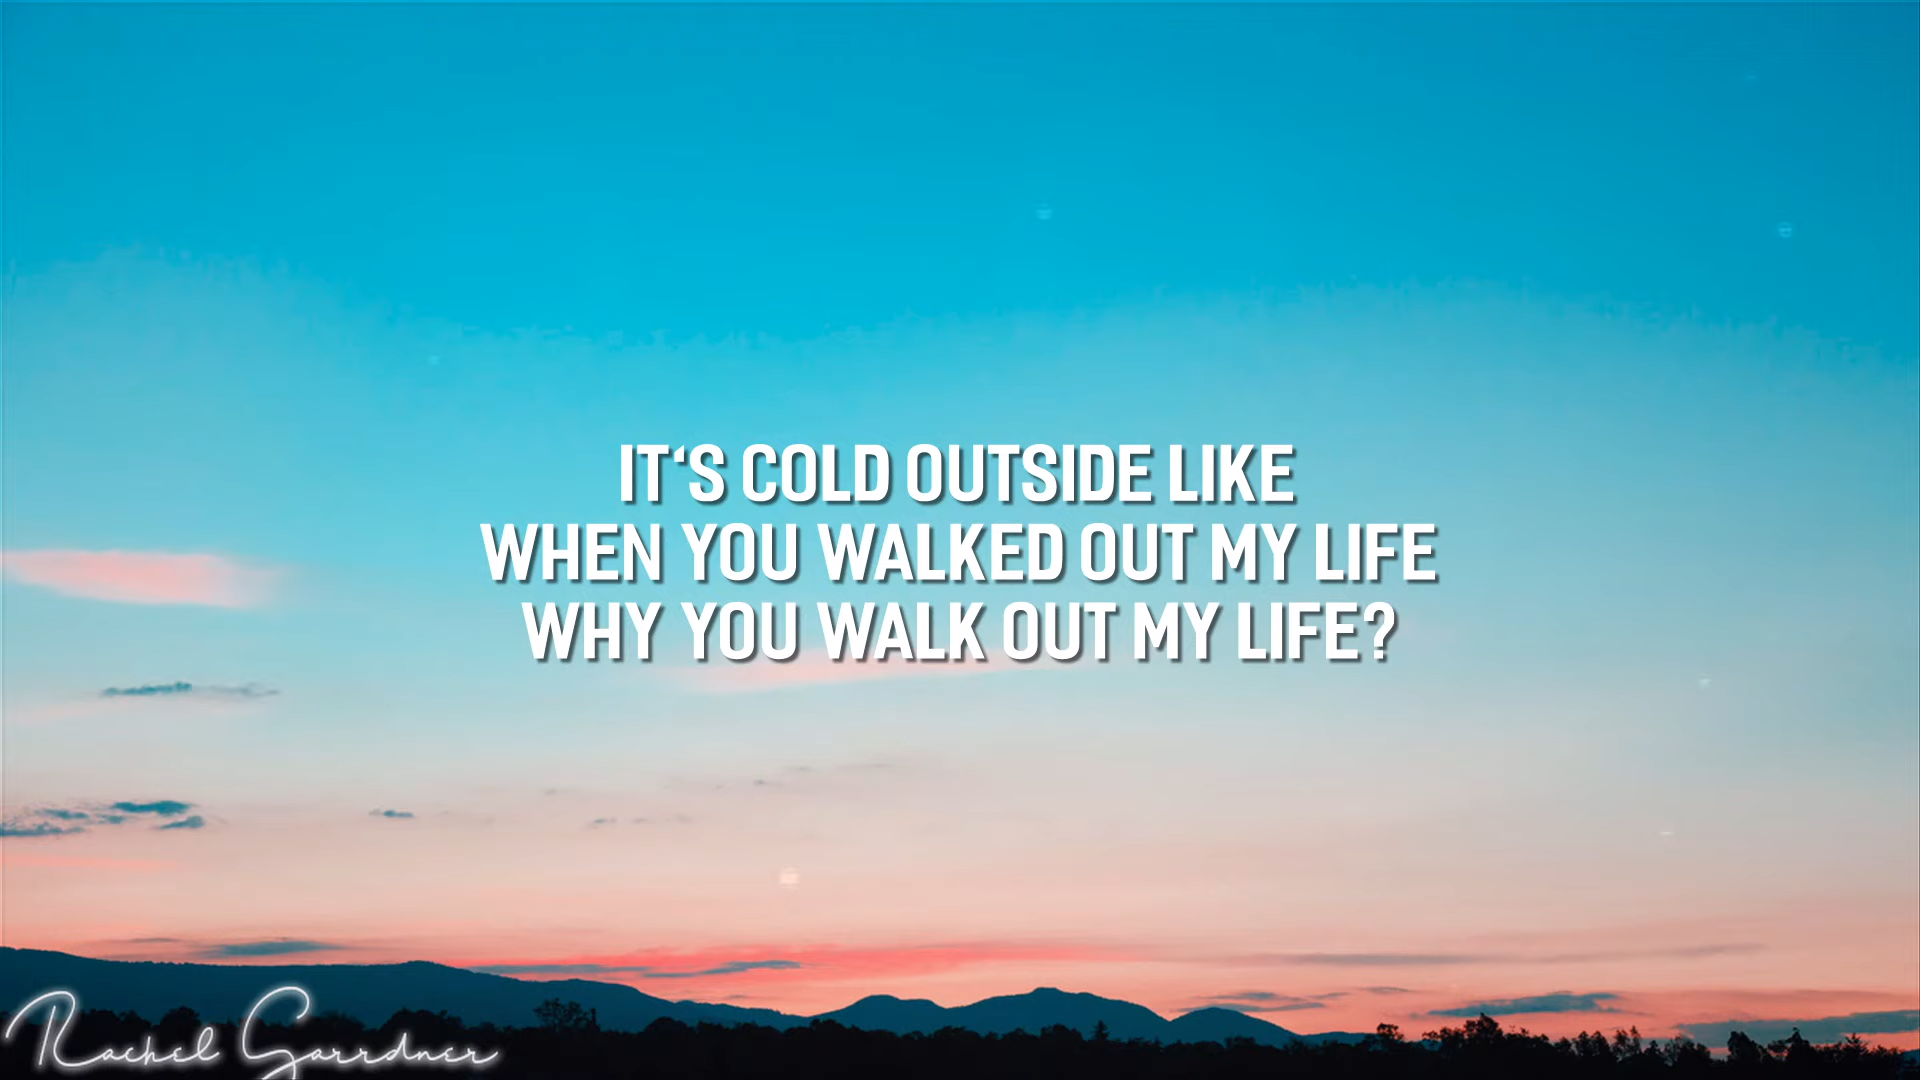 IT‘S COLD OUTSIDE LIKE
WHEN YOU WALKED OUT MY LIFE
WHY YOU WALK OUT MY LIFE?
Rachel Garrdner